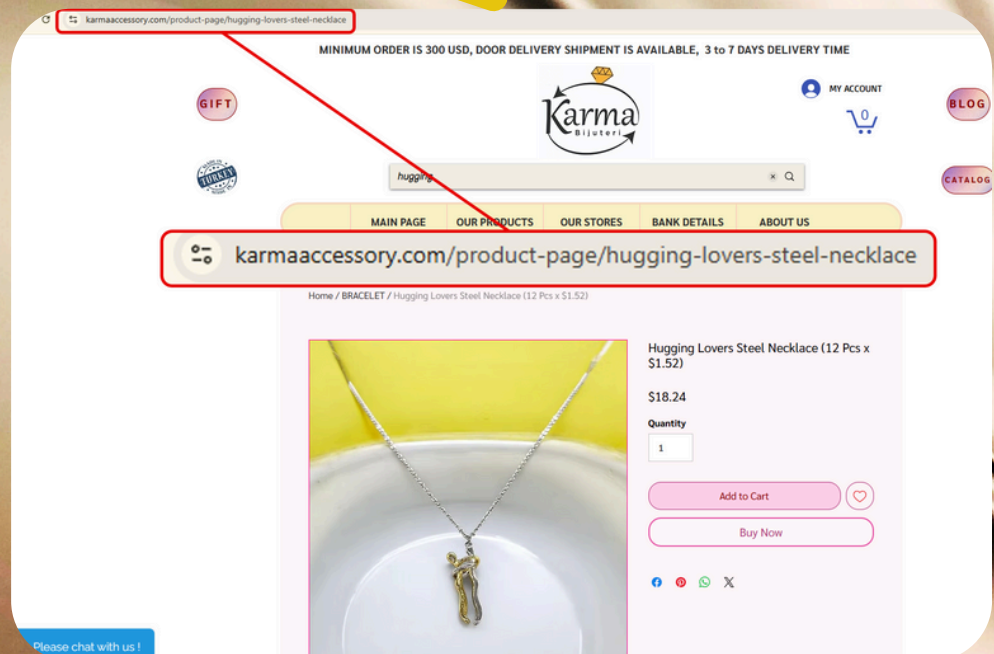 karmaaccessory.com/product-page/hugging-lovers-steel-necklace
MINIMUM ORDER IS 300 USD, DOOR DELIVERY SHIPMENT IS AVAILABLE, 3 to 7 DAYS DELIVERY TIME
GIFT
Karma
Bijuteri
MY ACCOUNT
0
BLOG
TURKEY
hugging
CATALOG
MAIN PAGE OUR PRODUCTS OUR STORES BANK DETAILS ABOUT US
karmaaccessory.com/product-page/hugging-lovers-steel-necklace
Home / BRACELET / Hugging Lovers Steel Necklace (12 Pcs x $1.52)
Hugging Lovers Steel Necklace (12 Pcs x
$1.52)
$18.24
Quantity
1
Add to Cart
Buy Now
Please chat with us !